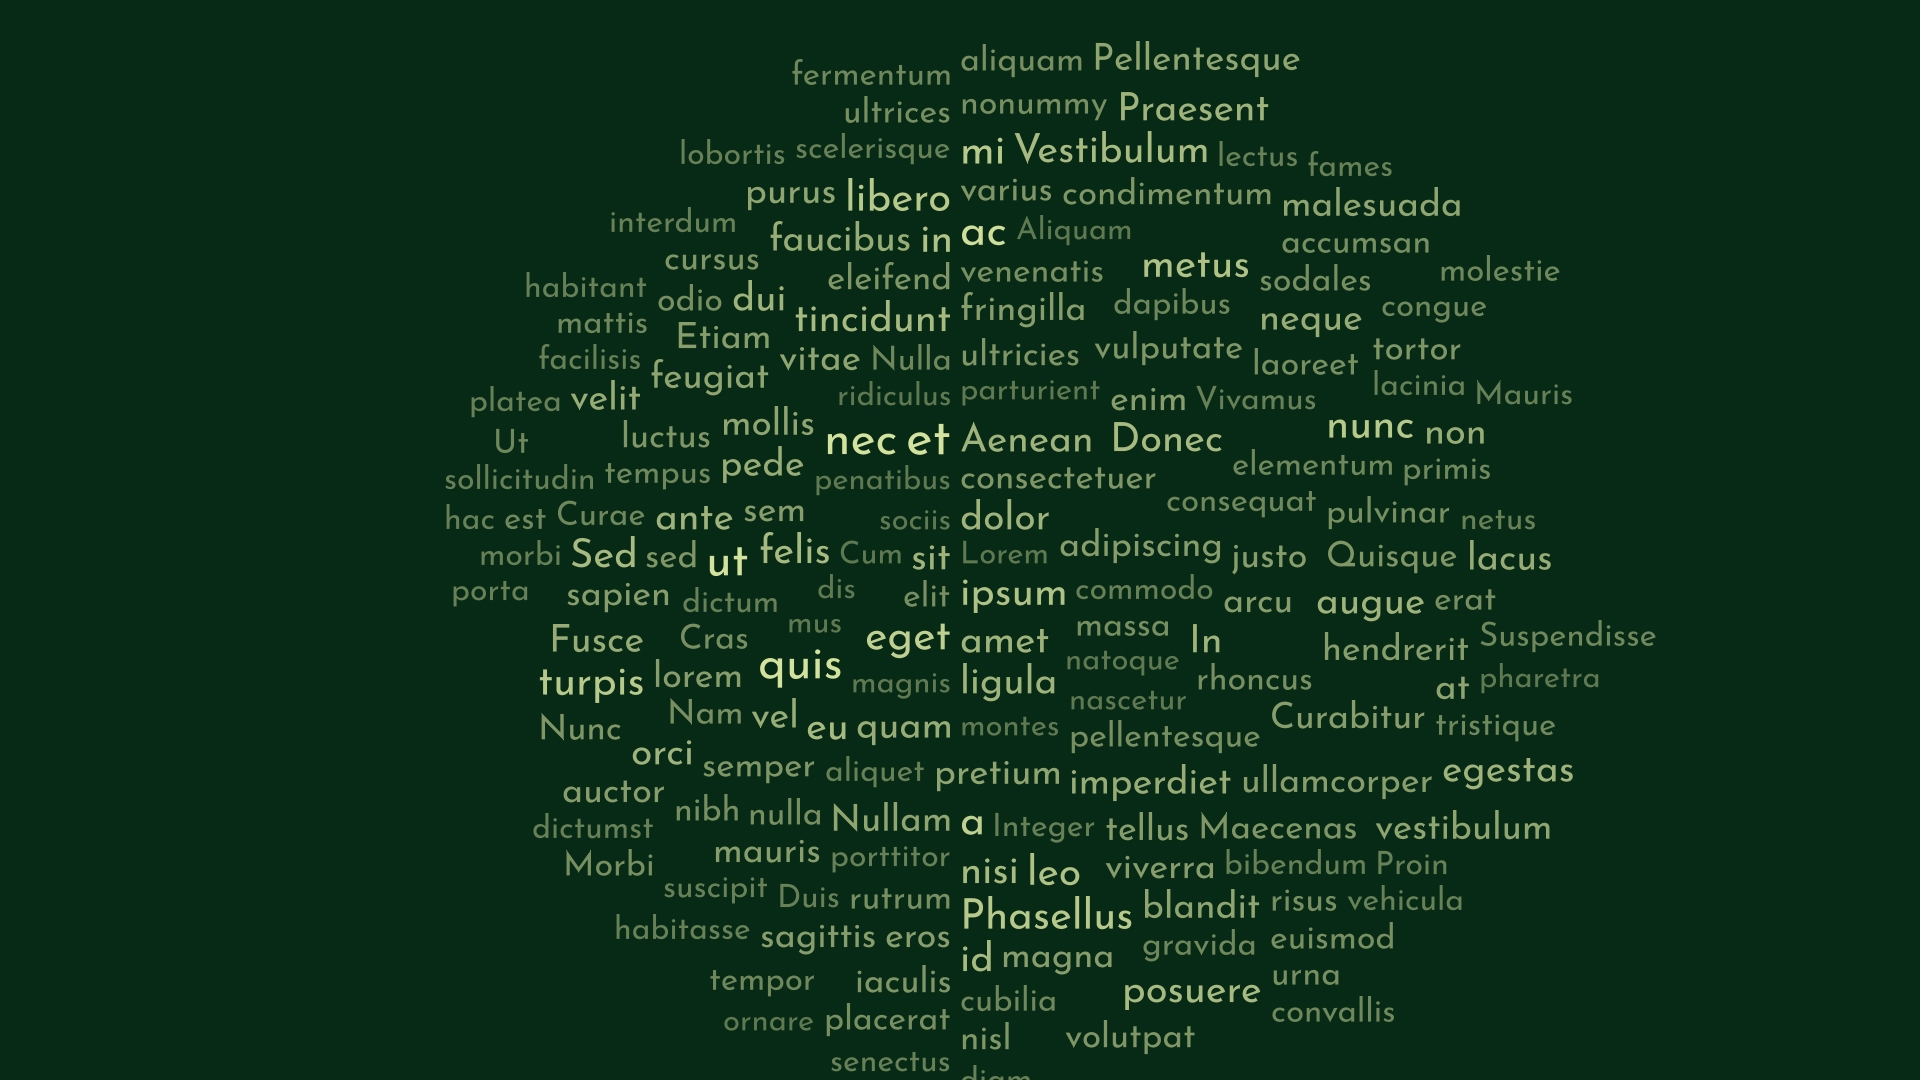 aliquam Pellentesque
fermentum
nonummy Praesent
ultrices
lobortis scelerisque mi Vestibulum lectus fames
purus libero varius condimentum malesuada
interdum faucibus in ac Aliquam accumsan
cursus eleifend venenatis metus sodales molestie
habitant odio dui tincidunt fringilla dapibus neque congue
mattis Etiam vitae Nulla ultricies vulputate laoreet tortor
facilisis feugiat ridiculus parturient enim Vivamus lacinia Mauris
platea velit mollis nec et Aenean Donec nunc non
Ut luctus pede penatibus consectetuer elementum primis
sollicitudin tempus consequat pulvinar netus
hac est Curae ante sem sociis dolor
morbi Sed sed ut felis Cum sit Lorem adipiscing justo Quisque lacus
porta sapien dictum dis elit ipsum commodo arcu augue erat
Fusce Cras mus eget amet massa In hendrerit Suspendisse
turpis lorem quis magnis ligula natoque rhoncus at pharetra
nascetur
Nunc Nam vel eu quam montes pellentesque Curabitur tristique
orci semper aliquet pretium imperdiet ullamcorper egestas
auctor nibh nulla Nullam a Integer tellus Maecenas vestibulum
dictumst
Morbi mauris porttitor nisi leo viverra bibendum Proin
suscipit Duis rutrum Phasellus blandit risus vehicula
habitasse sagittis eros id magna gravida euismod
tempor iaculis cubilia posuere urna
ornare placerat nisl volutpat convallis
senectus diam